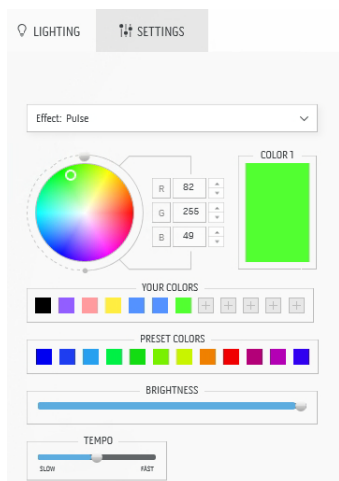 LIGHTING
SETTINGS
Effect: Pulse
COLOR 1
R 82
G 255
B 49
YOUR COLORS
PRESET COLORS
BRIGHTNESS
TEMPO
SLOW FAST